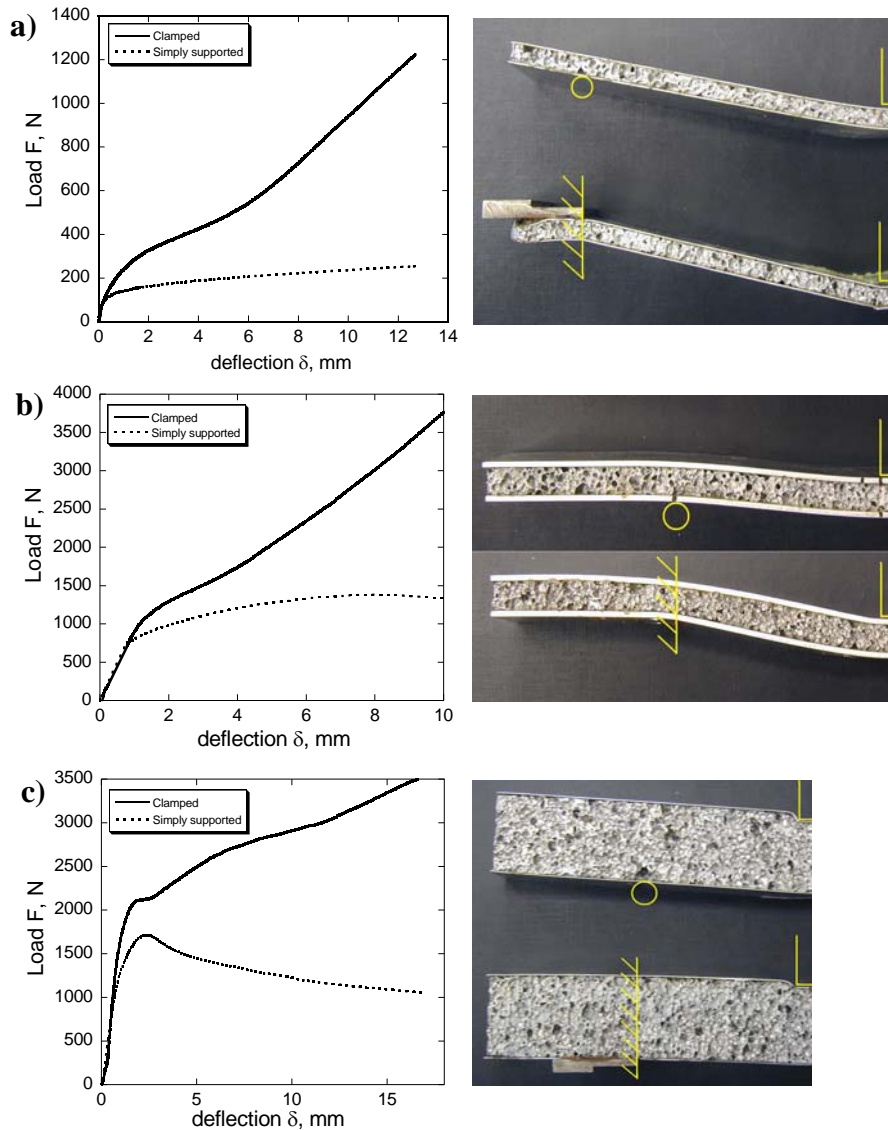 a)
1400
1200
1000
800
600
400
200
0
Load F, N
Clamped
Simply supported
0 2 4 6 8 10 12 14
deflection δ, mm
b)
4000
3500
3000
2500
2000
1500
1000
500
0
Load F, N
Clamped
Simply supported
0 2 4 6 8 10
deflection δ, mm
c)
3500
3000
2500
2000
1500
1000
500
0
Load F, N
Clamped
Simply supported
0 5 10 15
deflection δ, mm